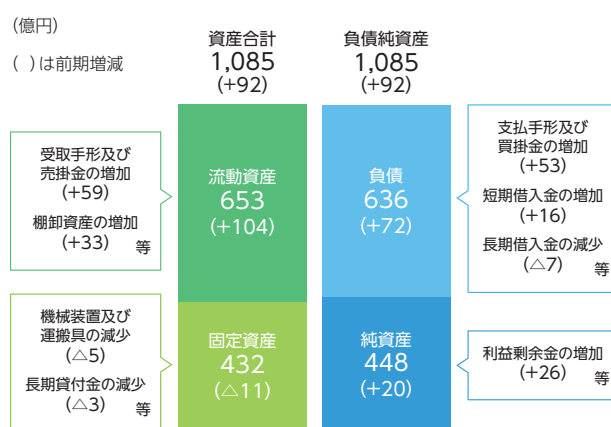 (億円)
( )は前期増減
資産合計
1,085
(+92)
負債純資産
1,085
(+92)
受取手形及び
売掛金の増加
(+59)
棚卸資産の増加
(+33) 等
流動資産
653
(+104)
負債
636
(+72)
支払手形及び
買掛金の増加
(+53)
短期借入金の増加
(+16)
長期借入金の減少
(△7) 等
機械装置及び
運搬具の減少
(△5)
長期貸付金の減少
(△3) 等
固定資産
432
(△11)
純資産
448
(+20)
利益剰余金の増加
(+26) 等